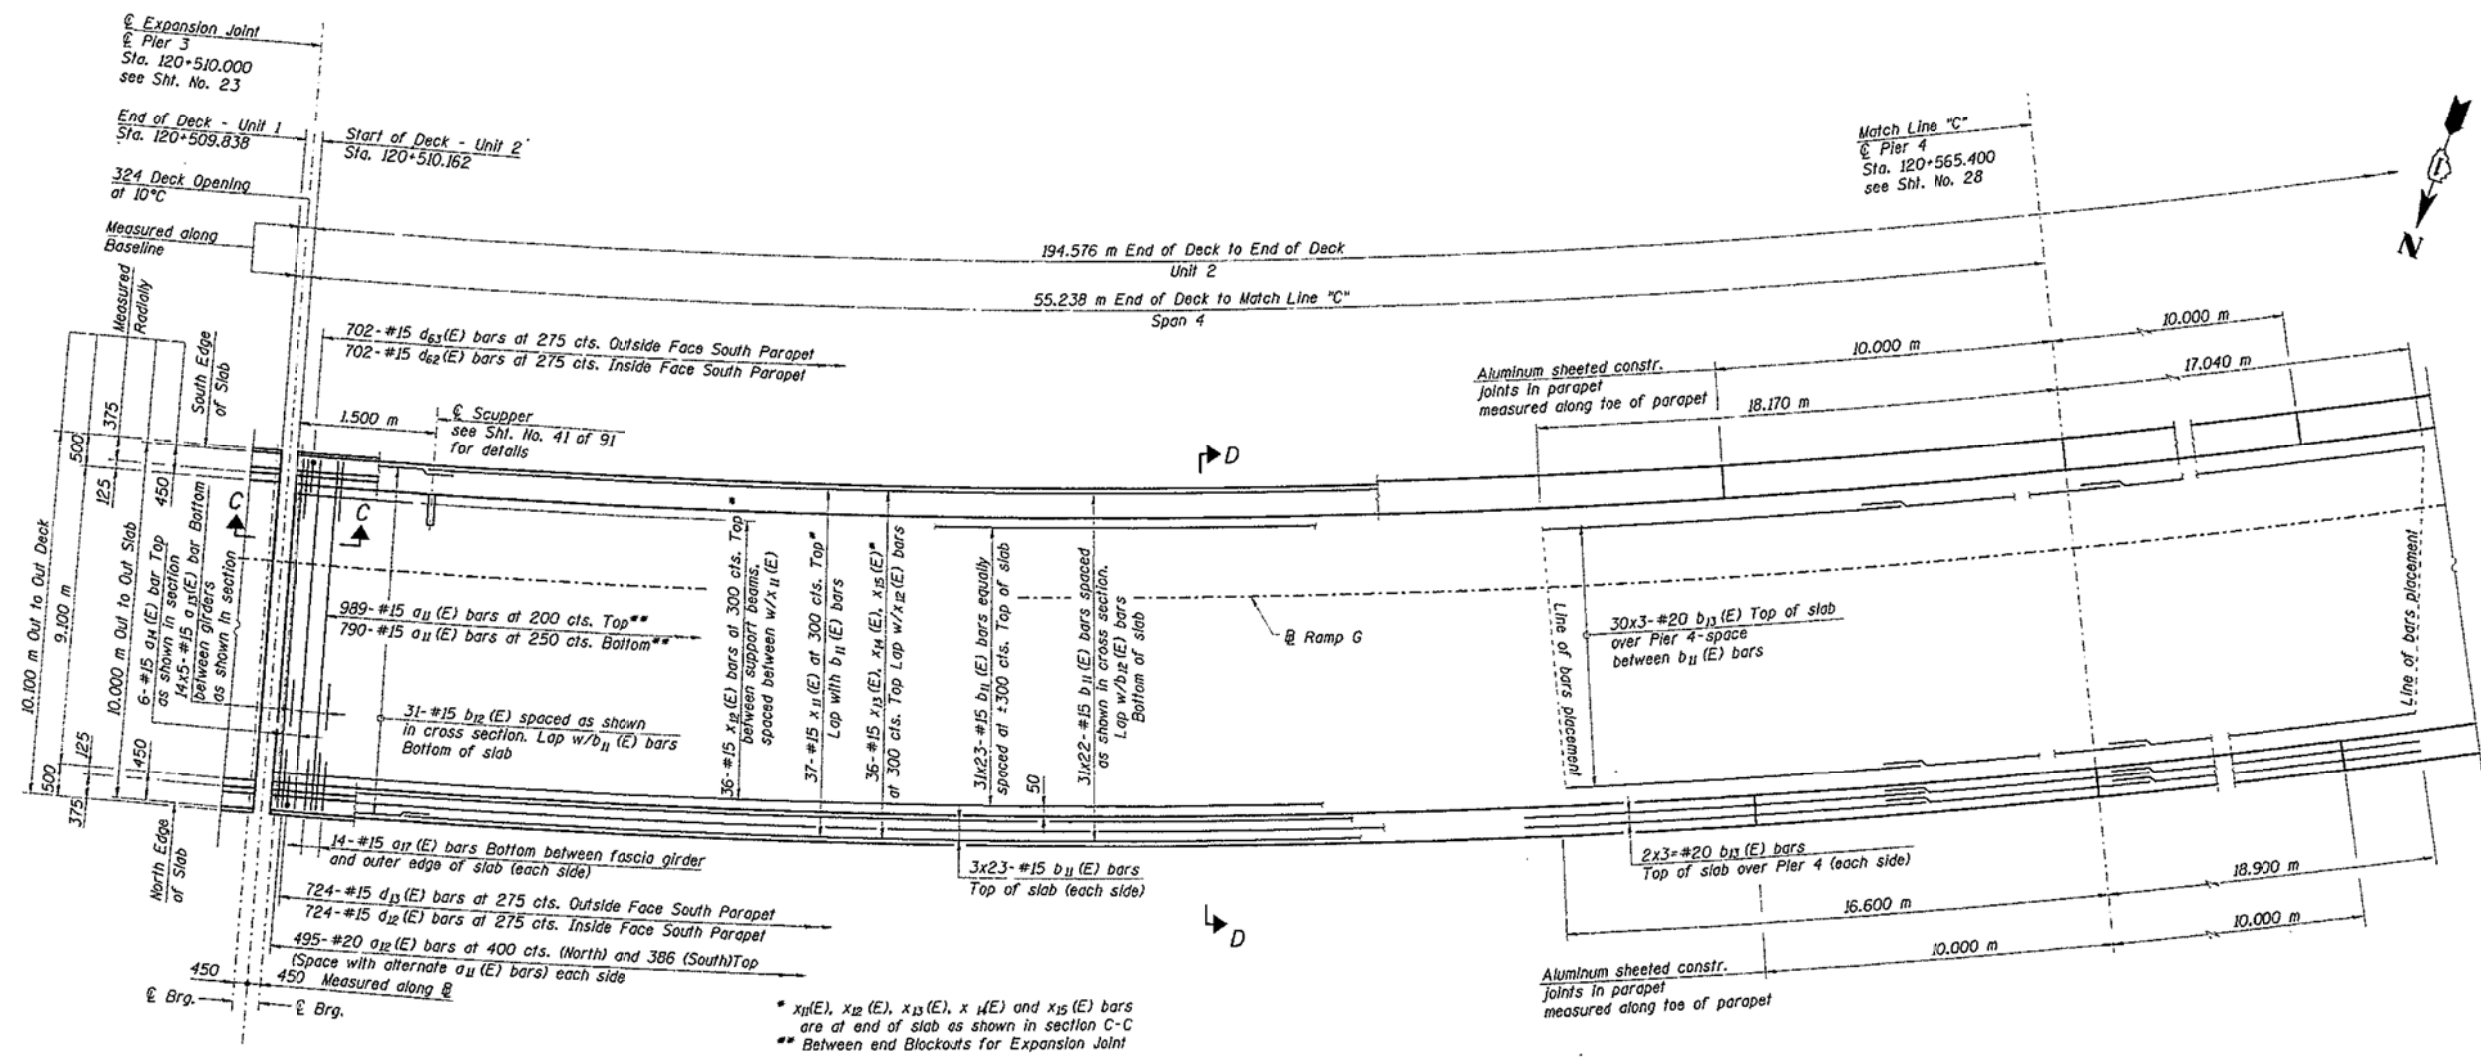 ℄ Expansion Joint
℄ Pier 3
Sta. 120+510.000
see Sht. No. 23
End of Deck - Unit 1
Sta. 120+509.838
Start of Deck - Unit 2
Sta. 120+510.162
324 Deck Opening
at 10°C
Measured along
Baseline
Match Line "C"
℄ Pier 4
Sta. 120+565.400
see Sht. No. 28
N
194.576 m End of Deck to End of Deck
Unit 2
55.238 m End of Deck to Match Line "C"
Span 4
Measured
Radially
702-#15 d63(E) bars at 275 cts. Outside Face South Parapet
702-#15 d62(E) bars at 275 cts. Inside Face South Parapet
South Edge
of Slab
1.500 m
℄ Scupper
see Sht. No. 41 of 91
for details
Aluminum sheeted constr.
joints in parapet
measured along toe of parapet
10.000 m
10.000 m
18.170 m
17.040 m
375
500
125
450
D
C
C
10.100 m Out to Out Deck
9.100 m
10.000 m Out to Out Slab
6-#15 a14(E) bar Top
as shown in section
14x5-#15 a13(E) bar Bottom
between girders
as shown in section
989-#15 a11(E) bars at 200 cts. Top**
790-#15 a11(E) bars at 250 cts. Bottom**
31-#15 b12(E) spaced as shown
in cross section. Lap w/b11(E) bars
Bottom of slab
36-#15 x12(E) bars at 300 cts. Top *
between support beams,
spaced between w/x11(E)
37-#15 x11(E) at 300 cts. Top*
Lap with b11(E) bars
36-#15 x13(E), x14(E), x15(E)*
at 300 cts. Top Lap w/x12(E) bars
31x23-#15 b11(E) bars equally
spaced at ±300 cts. Top of slab
50
31x22-#15 b11(E) bars spaced
as shown in cross section.
Lap w/b12(E) bars
Bottom of slab
℞ Ramp G
Line of bars placement
30x3-#20 b13(E) Top of slab
over Pier 4-space
between b11(E) bars
Line of bars placement
125
500
375
450
North Edge
of Slab
14-#15 a17(E) bars Bottom between fascia girder
and outer edge of slab (each side)
724-#15 d13(E) bars at 275 cts. Outside Face South Parapet
724-#15 d12(E) bars at 275 cts. Inside Face South Parapet
495-#20 a12(E) bars at 400 cts. (North) and 386 (South)Top
(Space with alternate a11(E) bars) each side
450
450 Measured along ℞
℄ Brg.
℄ Brg.
3x23-#15 b11(E) bars
Top of slab (each side)
D
2x3=#20 b13(E) bars
Top of slab over Pier 4 (each side)
16.600 m
18.900 m
10.000 m
10.000 m
Aluminum sheeted constr.
joints in parapet
measured along toe of parapet
* x11(E), x12(E), x13(E), x14(E) and x15(E) bars
are at end of slab as shown in section C-C
** Between end Blockouts for Expansion Joint